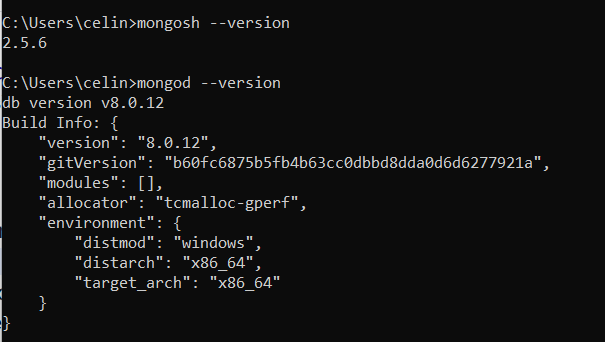 C:\Users\celin>mongosh --version
2.5.6
C:\Users\celin>mongod --version
db version v8.0.12
Build Info: {
    "version": "8.0.12",
    "gitVersion": "b60fc6875b5fb4b63cc0dbbd8dda0d6d6277921a",
    "modules": [],
    "allocator": "tcmalloc-gperf",
    "environment": {
        "distmod": "windows",
        "distarch": "x86_64",
        "target_arch": "x86_64"
    }
}